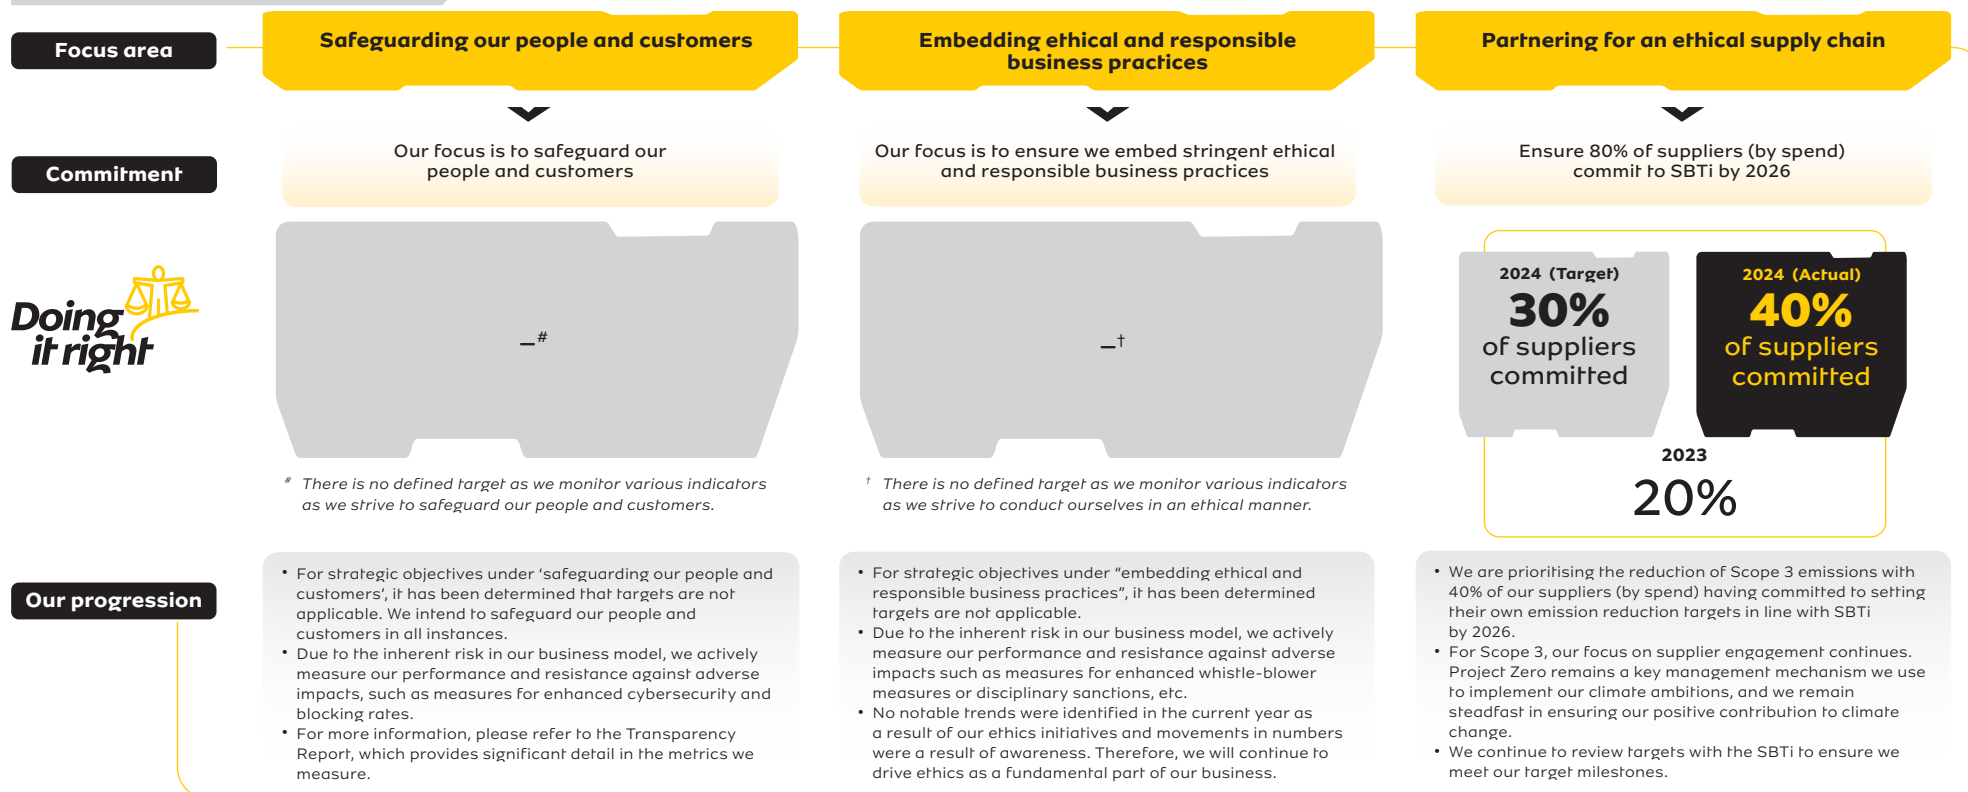 Focus area
Safeguarding our people and customers
Embedding ethical and responsible
business practices
Partnering for an ethical supply chain
Commitment
Our focus is to safeguard our
people and customers
Our focus is to ensure we embed stringent ethical
and responsible business practices
Ensure 80% of suppliers (by spend)
commit to SBTi by 2026
Doing
it right
–#
# There is no defined target as we monitor various indicators
as we strive to safeguard our people and customers.
–†
† There is no defined target as we monitor various indicators
as we strive to conduct ourselves in an ethical manner.
2024 (Target)
30%
of suppliers
committed
2024 (Actual)
40%
of suppliers
committed
2023
20%
Our progression
• For strategic objectives under ‘safeguarding our people and
customers’, it has been determined that targets are not
applicable. We intend to safeguard our people and
customers in all instances.
• Due to the inherent risk in our business model, we actively
measure our performance and resistance against adverse
impacts, such as measures for enhanced cybersecurity and
blocking rates.
• For more information, please refer to the Transparency
Report, which provides significant detail in the metrics we
measure.
• For strategic objectives under “embedding ethical and
responsible business practices”, it has been determined
targets are not applicable.
• Due to the inherent risk in our business model, we actively
measure our performance and resistance against adverse
impacts such as measures for enhanced whistle-blower
measures or disciplinary sanctions, etc.
• No notable trends were identified in the current year as
a result of our ethics initiatives and movements in numbers
were a result of awareness. Therefore, we will continue to
drive ethics as a fundamental part of our business.
• We are prioritising the reduction of Scope 3 emissions with
40% of our suppliers (by spend) having committed to setting
their own emission reduction targets in line with SBTi
by 2026.
• For Scope 3, our focus on supplier engagement continues.
Project Zero remains a key management mechanism we use
to implement our climate ambitions, and we remain
steadfast in ensuring our positive contribution to climate
change.
• We continue to review targets with the SBTi to ensure we
meet our target milestones.